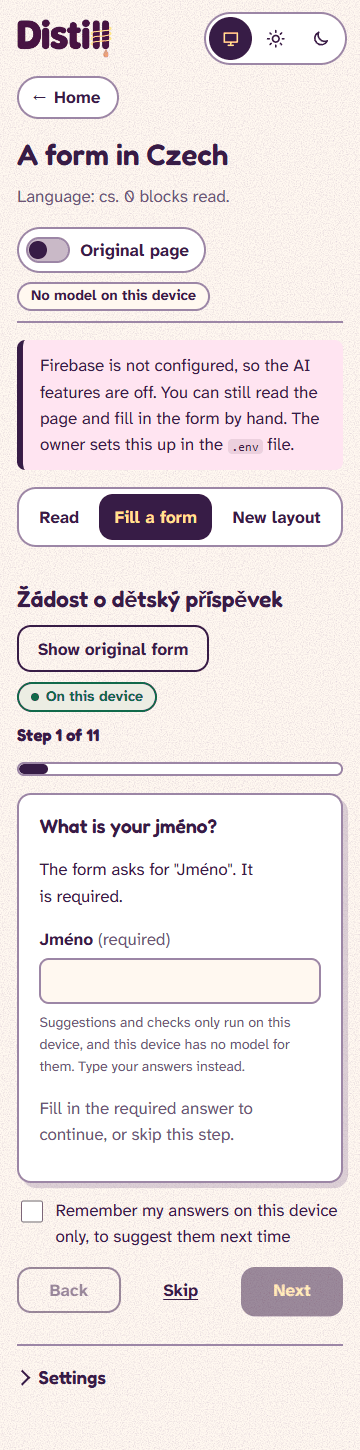 Distill
← Home
A form in Czech
Language: cs. 0 blocks read.
Original page
No model on this device
Firebase is not configured, so the AI
features are off. You can still read the
page and fill in the form by hand. The
owner sets this up in the .env file.
Read Fill a form New layout
Žádost o dětský příspěvek
Show original form
On this device
Step 1 of 11
What is your jméno?
The form asks for "Jméno". It
is required.
Jméno (required)
Suggestions and checks only run on this
device, and this device has no model for
them. Type your answers instead.
Fill in the required answer to
continue, or skip this step.
Remember my answers on this device
only, to suggest them next time
Back Skip Next
Settings